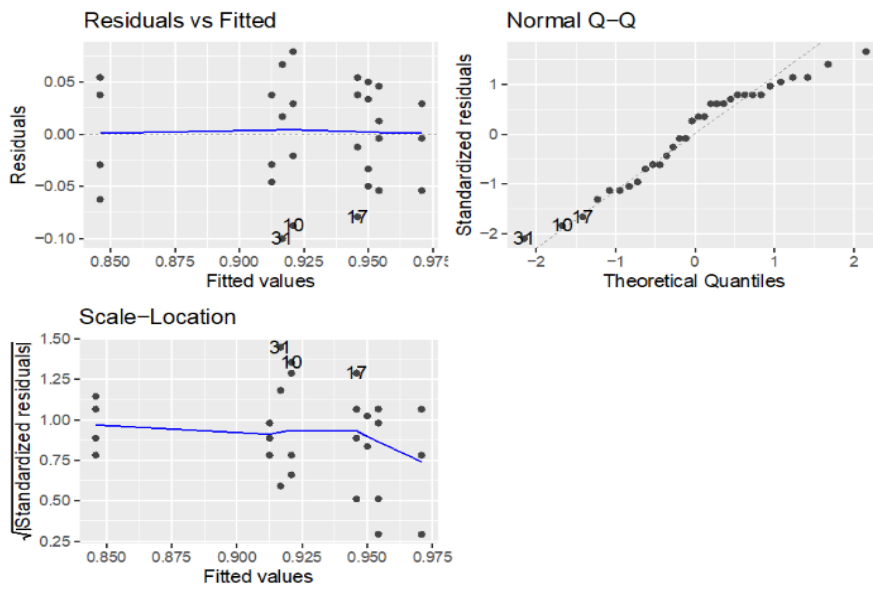 Residuals vs Fitted
Residuals
0.05
0.00
−0.05
−0.10
31
10
17
0.850 0.875 0.900 0.925 0.950 0.975
Fitted values
Normal Q−Q
Standardized residuals
1
0
−1
−2
31
10
17
−2 −1 0 1 2
Theoretical Quantiles
Scale−Location
√|Standardized residuals|
1.50
1.25
1.00
0.75
0.50
0.25
31
10
17
0.850 0.875 0.900 0.925 0.950 0.975
Fitted values